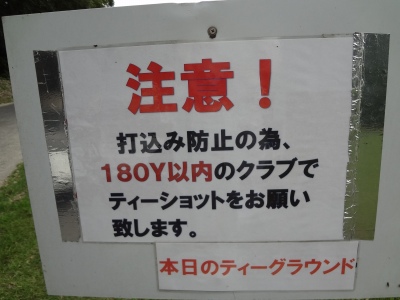 注意！
打込み防止の為、
180Y以内のクラブで
ティーショットをお願い
致します。
本日のティーグラウンド